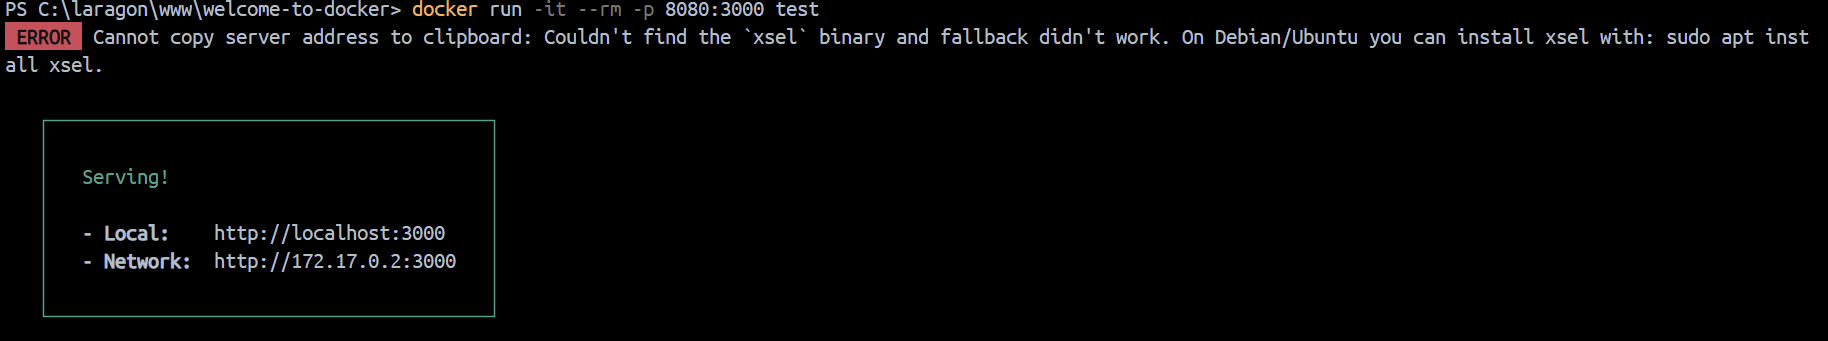 PS C:\laragon\www\welcome-to-docker> docker run -it --rm -p 8080:3000 test
ERROR Cannot copy server address to clipboard: Couldn't find the `xsel` binary and fallback didn't work. On Debian/Ubuntu you can install xsel with: sudo apt inst
all xsel.
Serving!
- Local: http://localhost:3000
- Network: http://172.17.0.2:3000